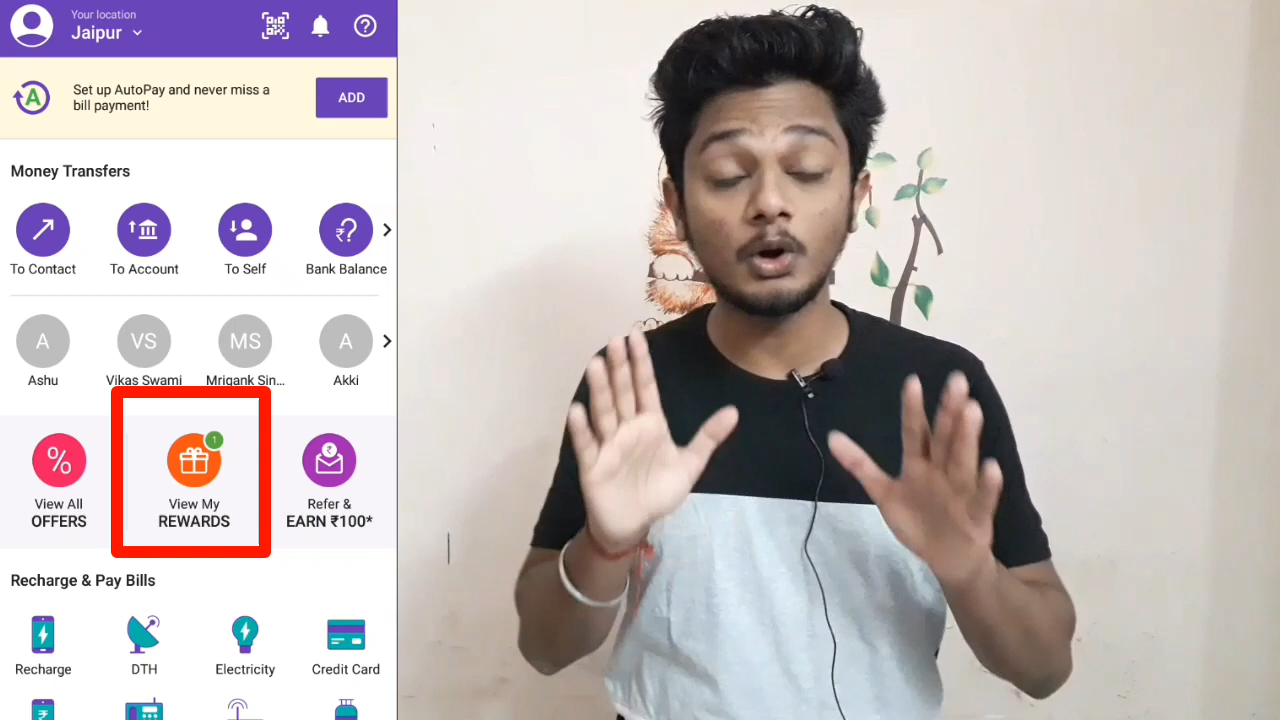 Your location
Jaipur
Set up AutoPay and never miss a
bill payment!
ADD
Money Transfers
To Contact
To Account
To Self
Bank Balance
A
VS
MS
A
Ashu
Vikas Swami
Mrigank Sin...
Akki
1
View All
OFFERS
View My
REWARDS
Refer &
EARN ₹100*
Recharge & Pay Bills
Recharge
DTH
Electricity
Credit Card